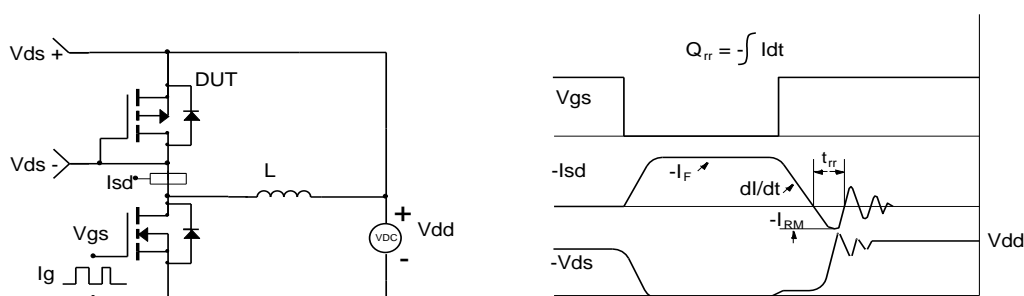 Vds +
DUT
Vds -
Isd
L
Vgs
Ig
VDC
+
Vdd
-
Q_rr = -∫ Idt
Vgs
-Isd
-I_F
dI/dt
t_rr
-I_RM
Vdd
-Vds